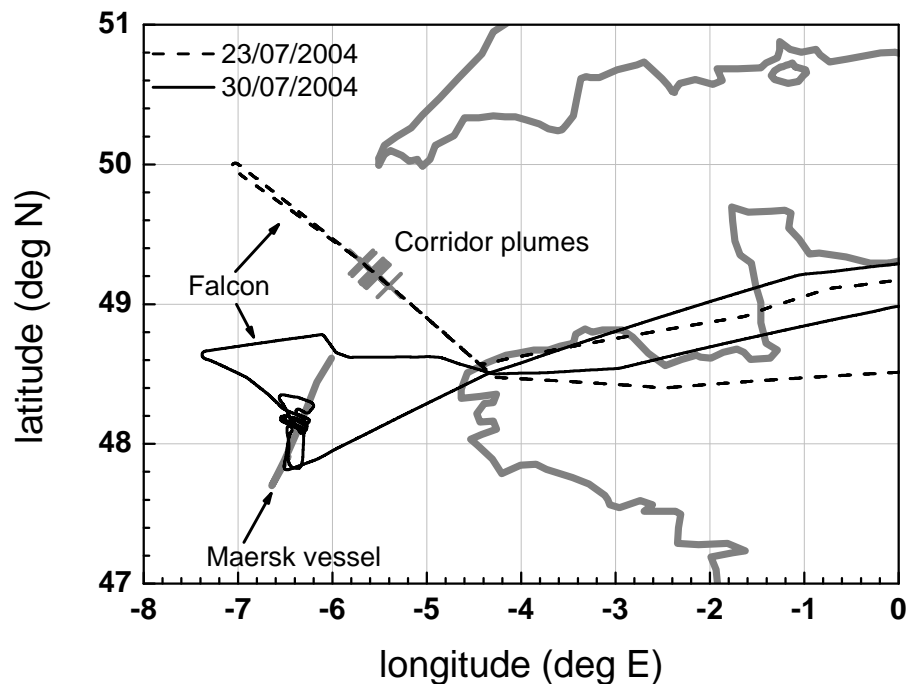 51
50
49
48
47
latitude (deg N)
23/07/2004
30/07/2004
Corridor plumes
Falcon
Maersk vessel
-8 -7 -6 -5 -4 -3 -2 -1 0
longitude (deg E)